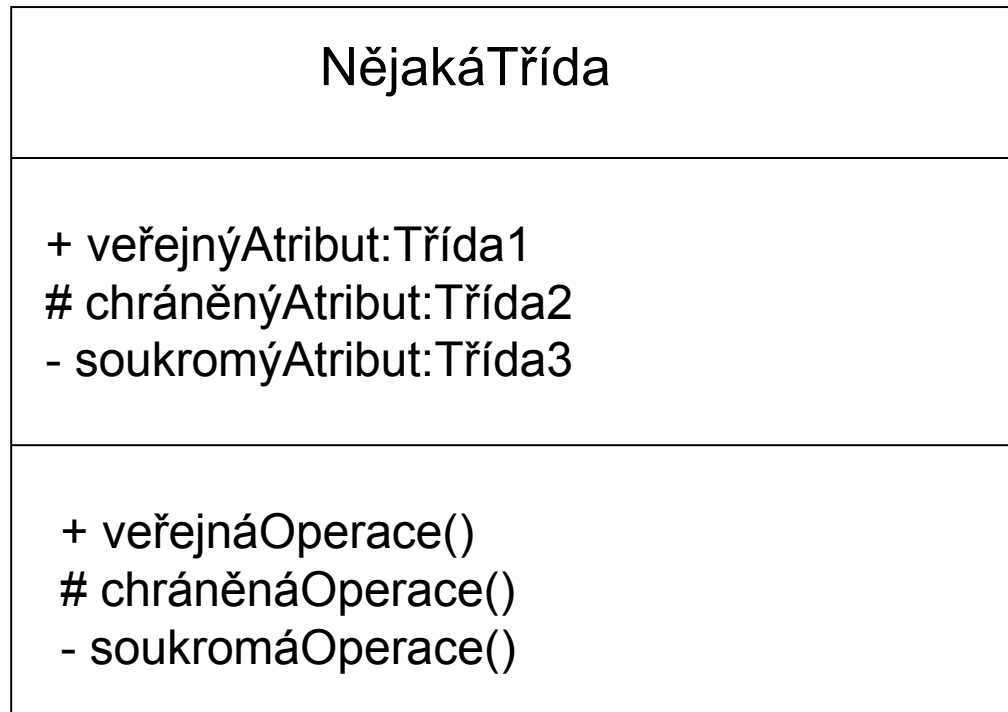 NějakáTřída
+ veřejnýAtribut:Třída1
# chráněnýAtribut:Třída2
- soukromýAtribut:Třída3
+ veřejnáOperace()
# chráněnáOperace()
- soukromáOperace()